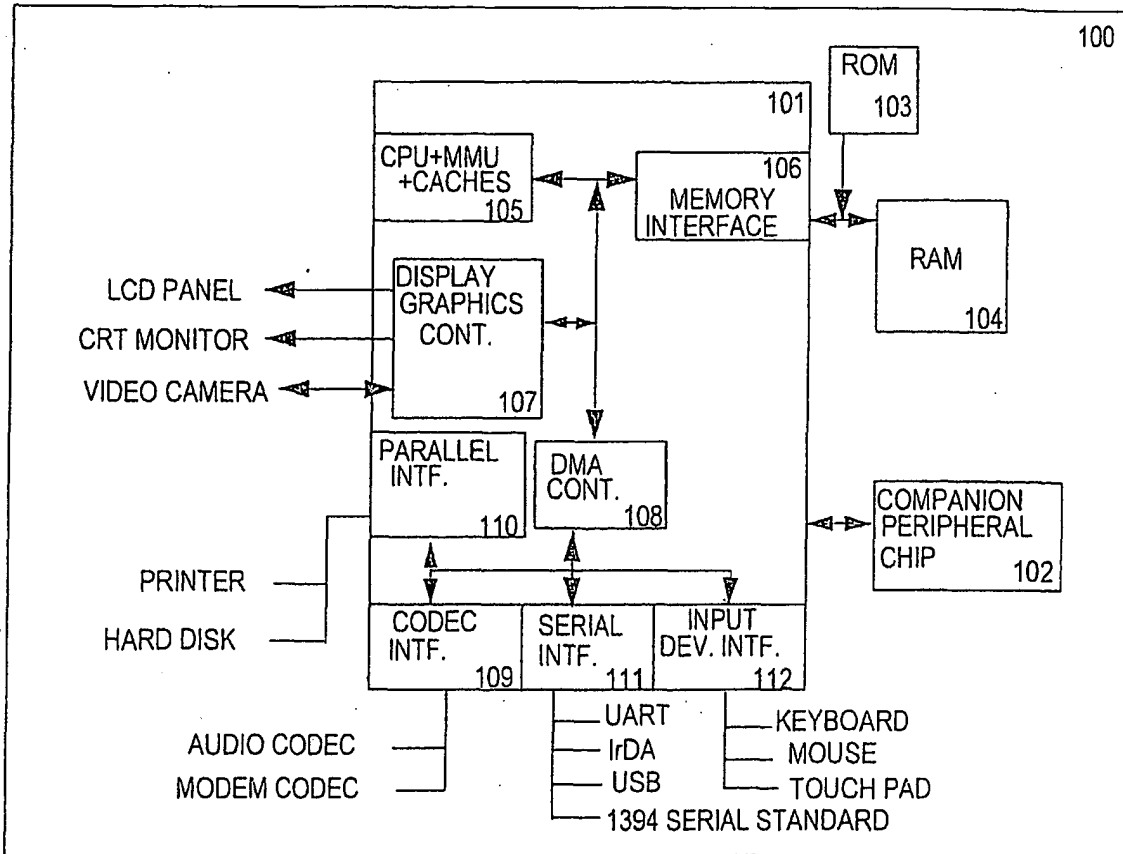 100
ROM
103
101
CPU+MMU
+CACHES
105
106
MEMORY
INTERFACE
RAM
104
LCD PANEL
CRT MONITOR
VIDEO CAMERA
DISPLAY
GRAPHICS
CONT.
107
PARALLEL
INTF.
110
DMA
CONT.
108
COMPANION
PERIPHERAL
CHIP
102
PRINTER
HARD DISK
CODEC
INTF.
109
SERIAL
INTF.
111
INPUT
DEV. INTF.
112
AUDIO CODEC
MODEM CODEC
UART
IrDA
USB
1394 SERIAL STANDARD
KEYBOARD
MOUSE
TOUCH PAD